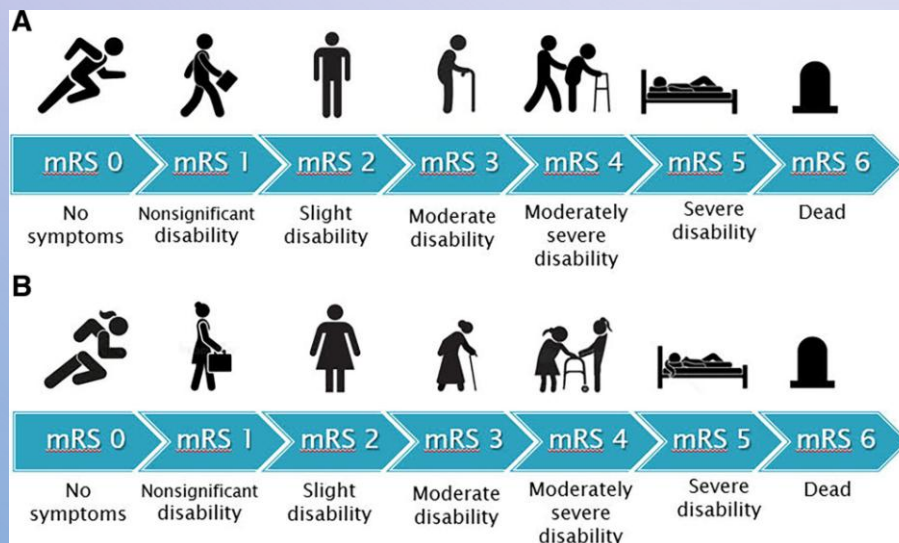 A
mRS 0 mRS 1 mRS 2 mRS 3 mRS 4 mRS 5 mRS 6
No symptoms
Nonsignificant disability
Slight disability
Moderate disability
Moderately severe disability
Severe disability
Dead
B
mRS 0 mRS 1 mRS 2 mRS 3 mRS 4 mRS 5 mRS 6
No symptoms
Nonsignificant disability
Slight disability
Moderate disability
Moderately severe disability
Severe disability
Dead